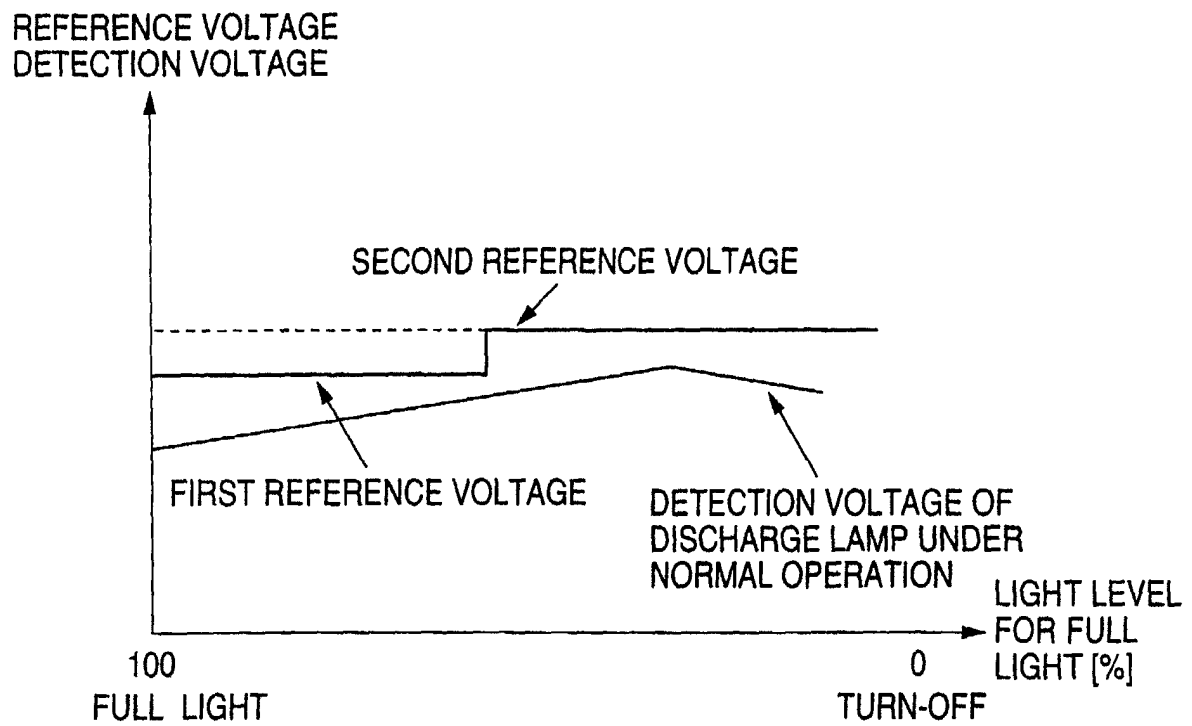 REFERENCE VOLTAGE
DETECTION VOLTAGE
SECOND REFERENCE VOLTAGE
FIRST REFERENCE VOLTAGE
DETECTION VOLTAGE OF
DISCHARGE LAMP UNDER
NORMAL OPERATION
LIGHT LEVEL
FOR FULL
LIGHT [%]
100
FULL LIGHT
0
TURN-OFF